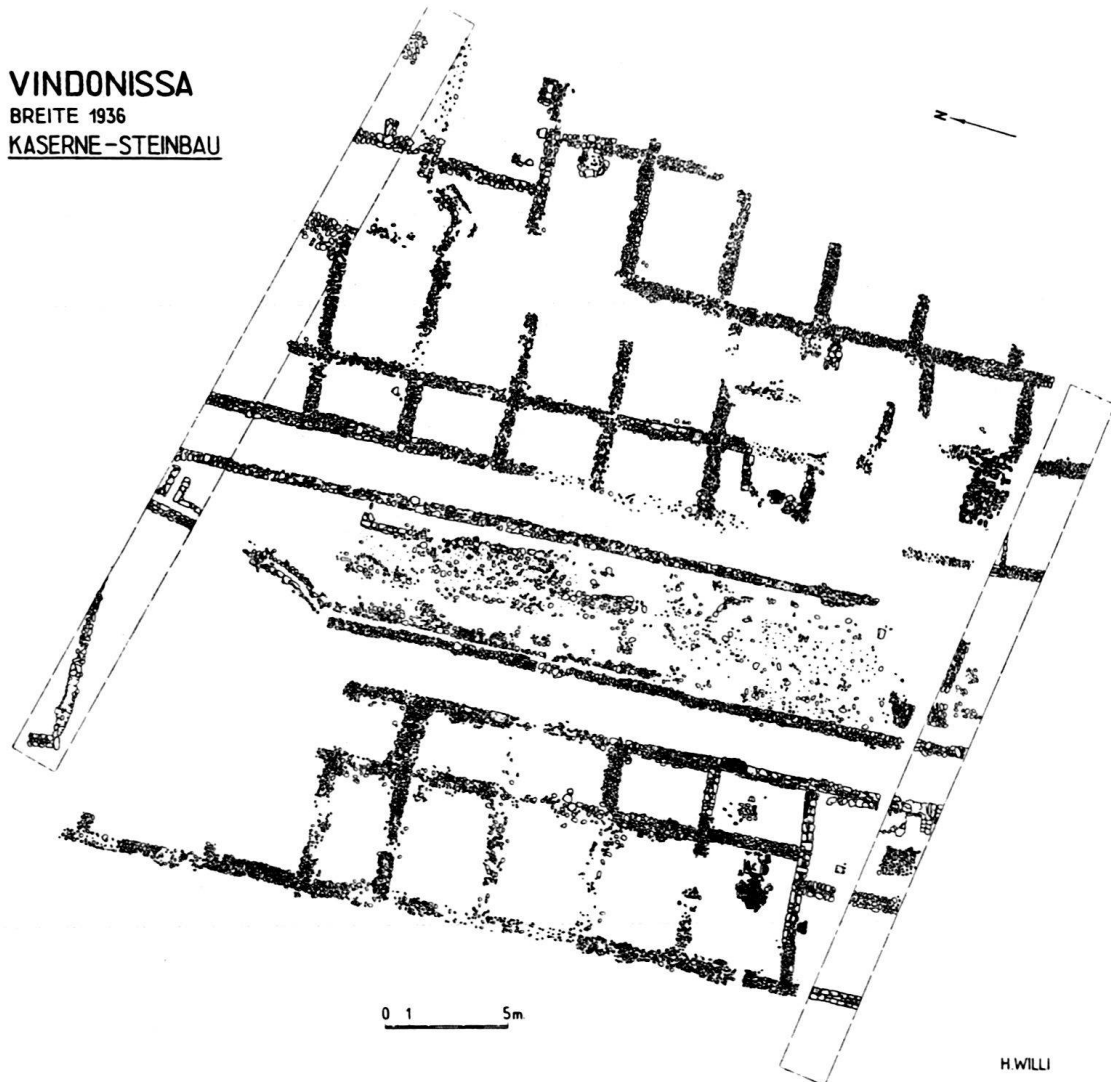 VINDONISSA
BREITE 1936
KASERNE-STEINBAU
N
0 1 5m.
H.WILLI